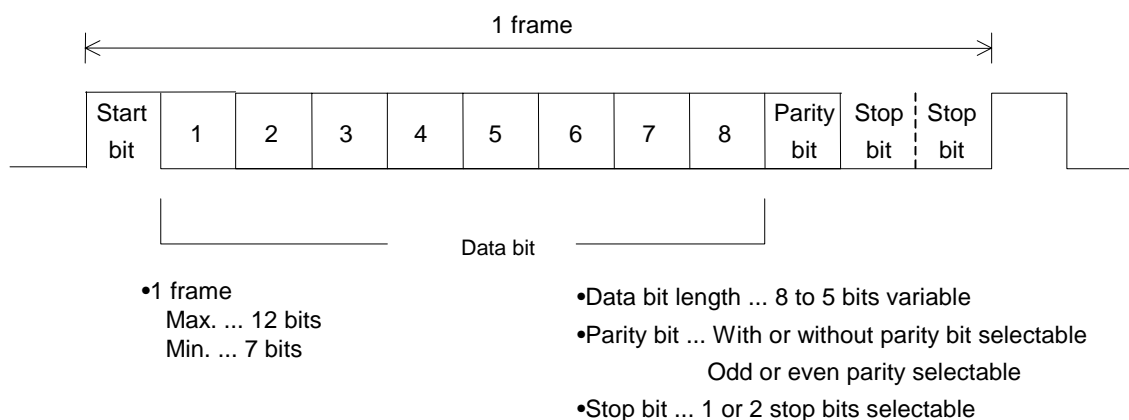 1 frame
Start bit
1 2 3 4 5 6 7 8
Parity bit
Stop bit
Stop bit
Data bit
•1 frame
Max. ... 12 bits
Min. ... 7 bits
•Data bit length ... 8 to 5 bits variable
•Parity bit ... With or without parity bit selectable
Odd or even parity selectable
•Stop bit ... 1 or 2 stop bits selectable